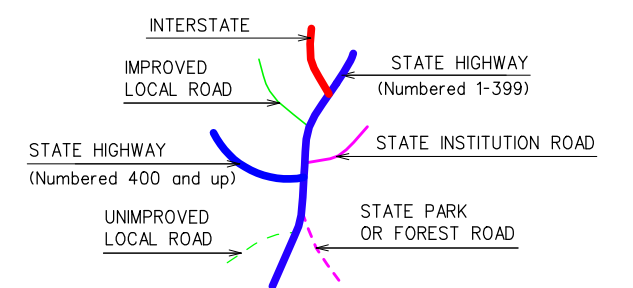 INTERSTATE
STATE HIGHWAY
(Numbered 1-399)
IMPROVED
LOCAL ROAD
STATE INSTITUTION ROAD
STATE HIGHWAY
(Numbered 400 and up)
UNIMPROVED
LOCAL ROAD
STATE PARK
OR FOREST ROAD